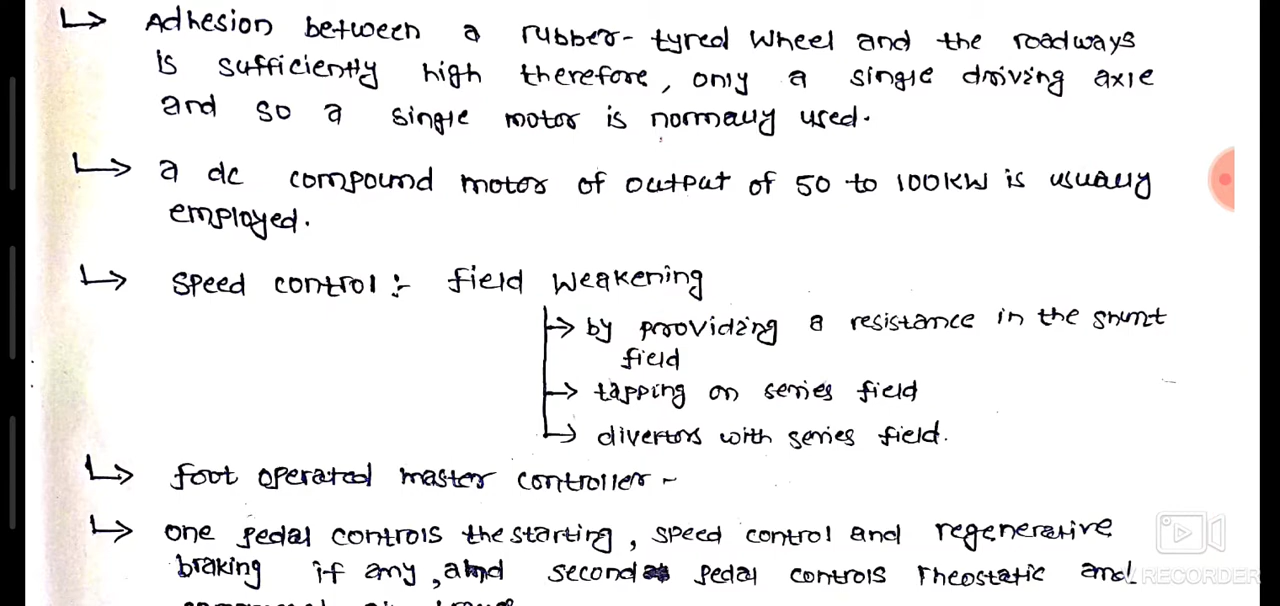 Adhesion between a rubber-tyred wheel and the roadways
is sufficiently high therefore, only a single driving axle
and so a single motor is normally used.
a dc compound motor of output of 50 to 100kW is usually
employed.
Speed control:- field weakening
by providing a resistance in the shunt
field
tapping on series field
divertors with series field.
foot operated master controller -
one pedal controls the starting, speed control and regenerative
braking if any, and second pedal controls rheostatic and
RECORDER